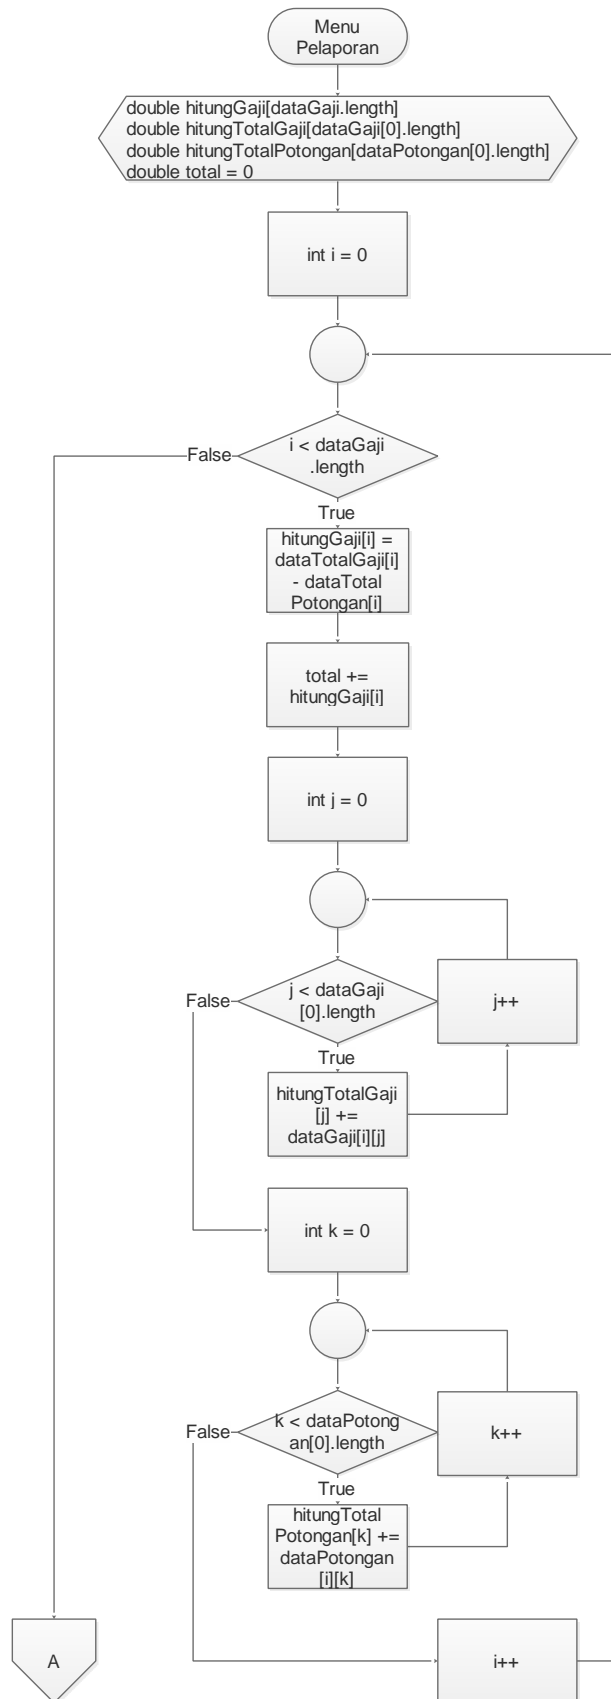 Menu
Pelaporan
double hitungGaji[dataGaji.length]
double hitungTotalGaji[dataGaji[0].length]
double hitungTotalPotongan[dataPotongan[0].length]
double total = 0
int i = 0
i < dataGaji
.length
False
True
hitungGaji[i] =
dataTotalGaji[i]
- dataTotal
Potongan[i]
total +=
hitungGaji[i]
int j = 0
j < dataGaji
[0].length
False
j++
True
hitungTotalGaji
[j] +=
dataGaji[i][j]
int k = 0
k < dataPotong
an[0].length
False
k++
True
hitungTotal
Potongan[k] +=
dataPotongan
[i][k]
A
i++